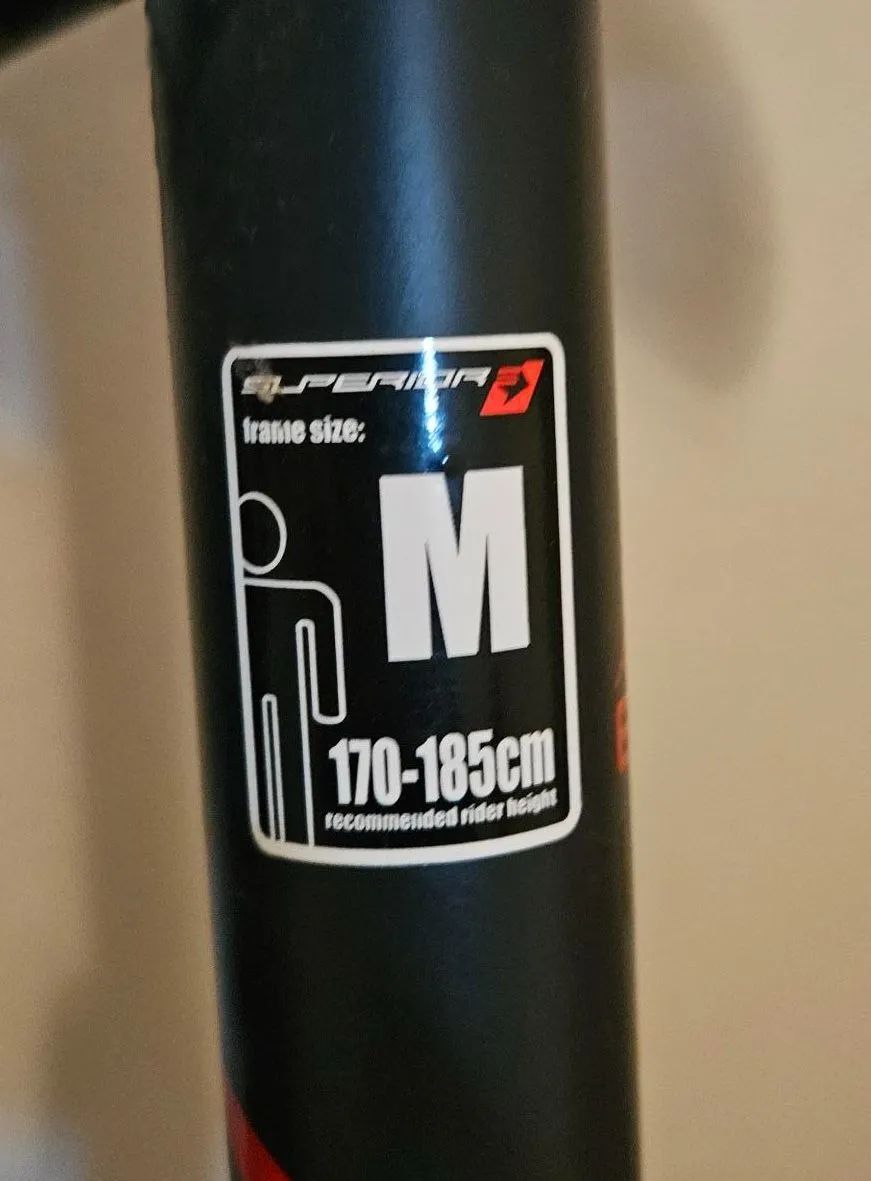 SUPERIOR
frame size:
M
170-185cm
recommended rider height